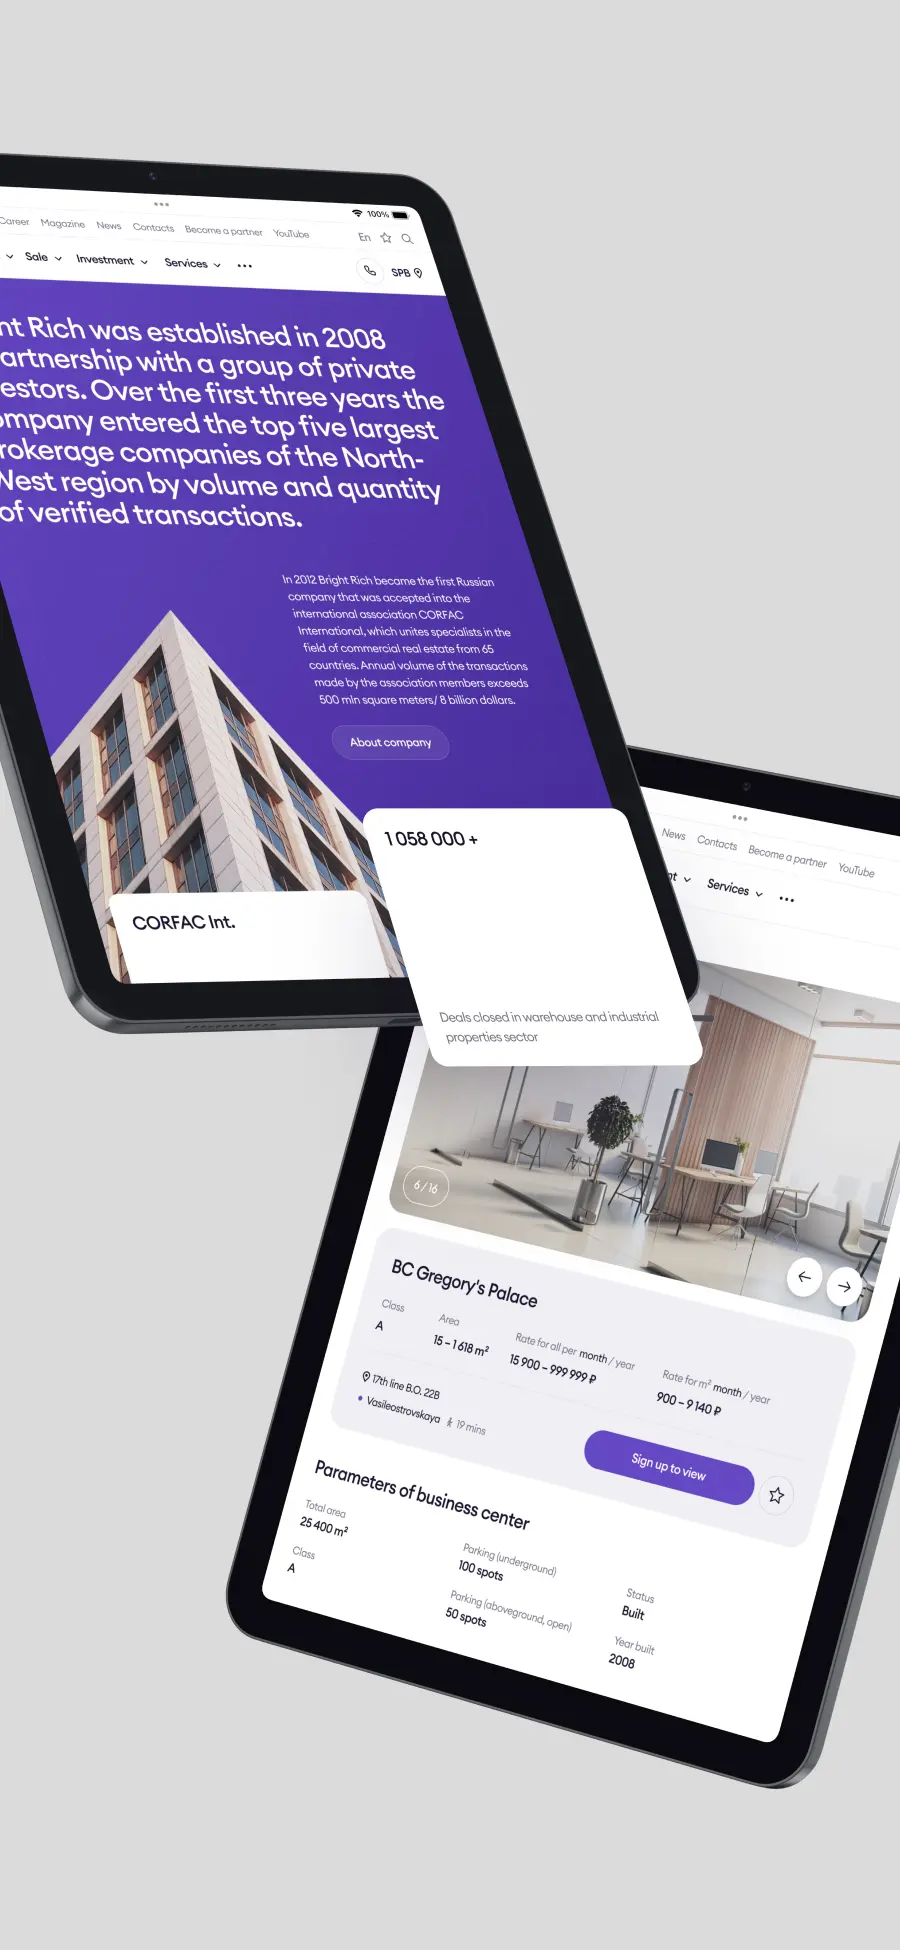 100%
Career Magazine News Contacts Become a partner YouTube En
Sale Investment Services SPB
nt Rich was established in 2008
artnership with a group of private
estors. Over the first three years the
ompany entered the top five largest
rokerage companies of the North-
West region by volume and quantity
of verified transactions.
In 2012 Bright Rich became the first Russian
company that was accepted into the
international association CORFAC
International, which unites specialists in the
field of commercial real estate from 65
countries. Annual volume of the transactions
made by the association members exceeds
500 mln square meters/ 8 billion dollars.
About company
1 058 000 +
Deals closed in warehouse and industrial
properties sector
CORFAC Int.
News Contacts Become a partner YouTube
nt Services
6 / 16
BC Gregory's Palace
Class
A
Area
15 – 1 618 m²
Rate for all per month / year
15 900 – 999 999 ₽
Rate for m² month / year
900 – 9 140 ₽
17th line B.O. 22B
Vasileostrovskaya 19 mins
Sign up to view
Parameters of business center
Total area
25 400 m²
Class
A
Parking (underground)
100 spots
Parking (aboveground, open)
50 spots
Status
Built
Year built
2008